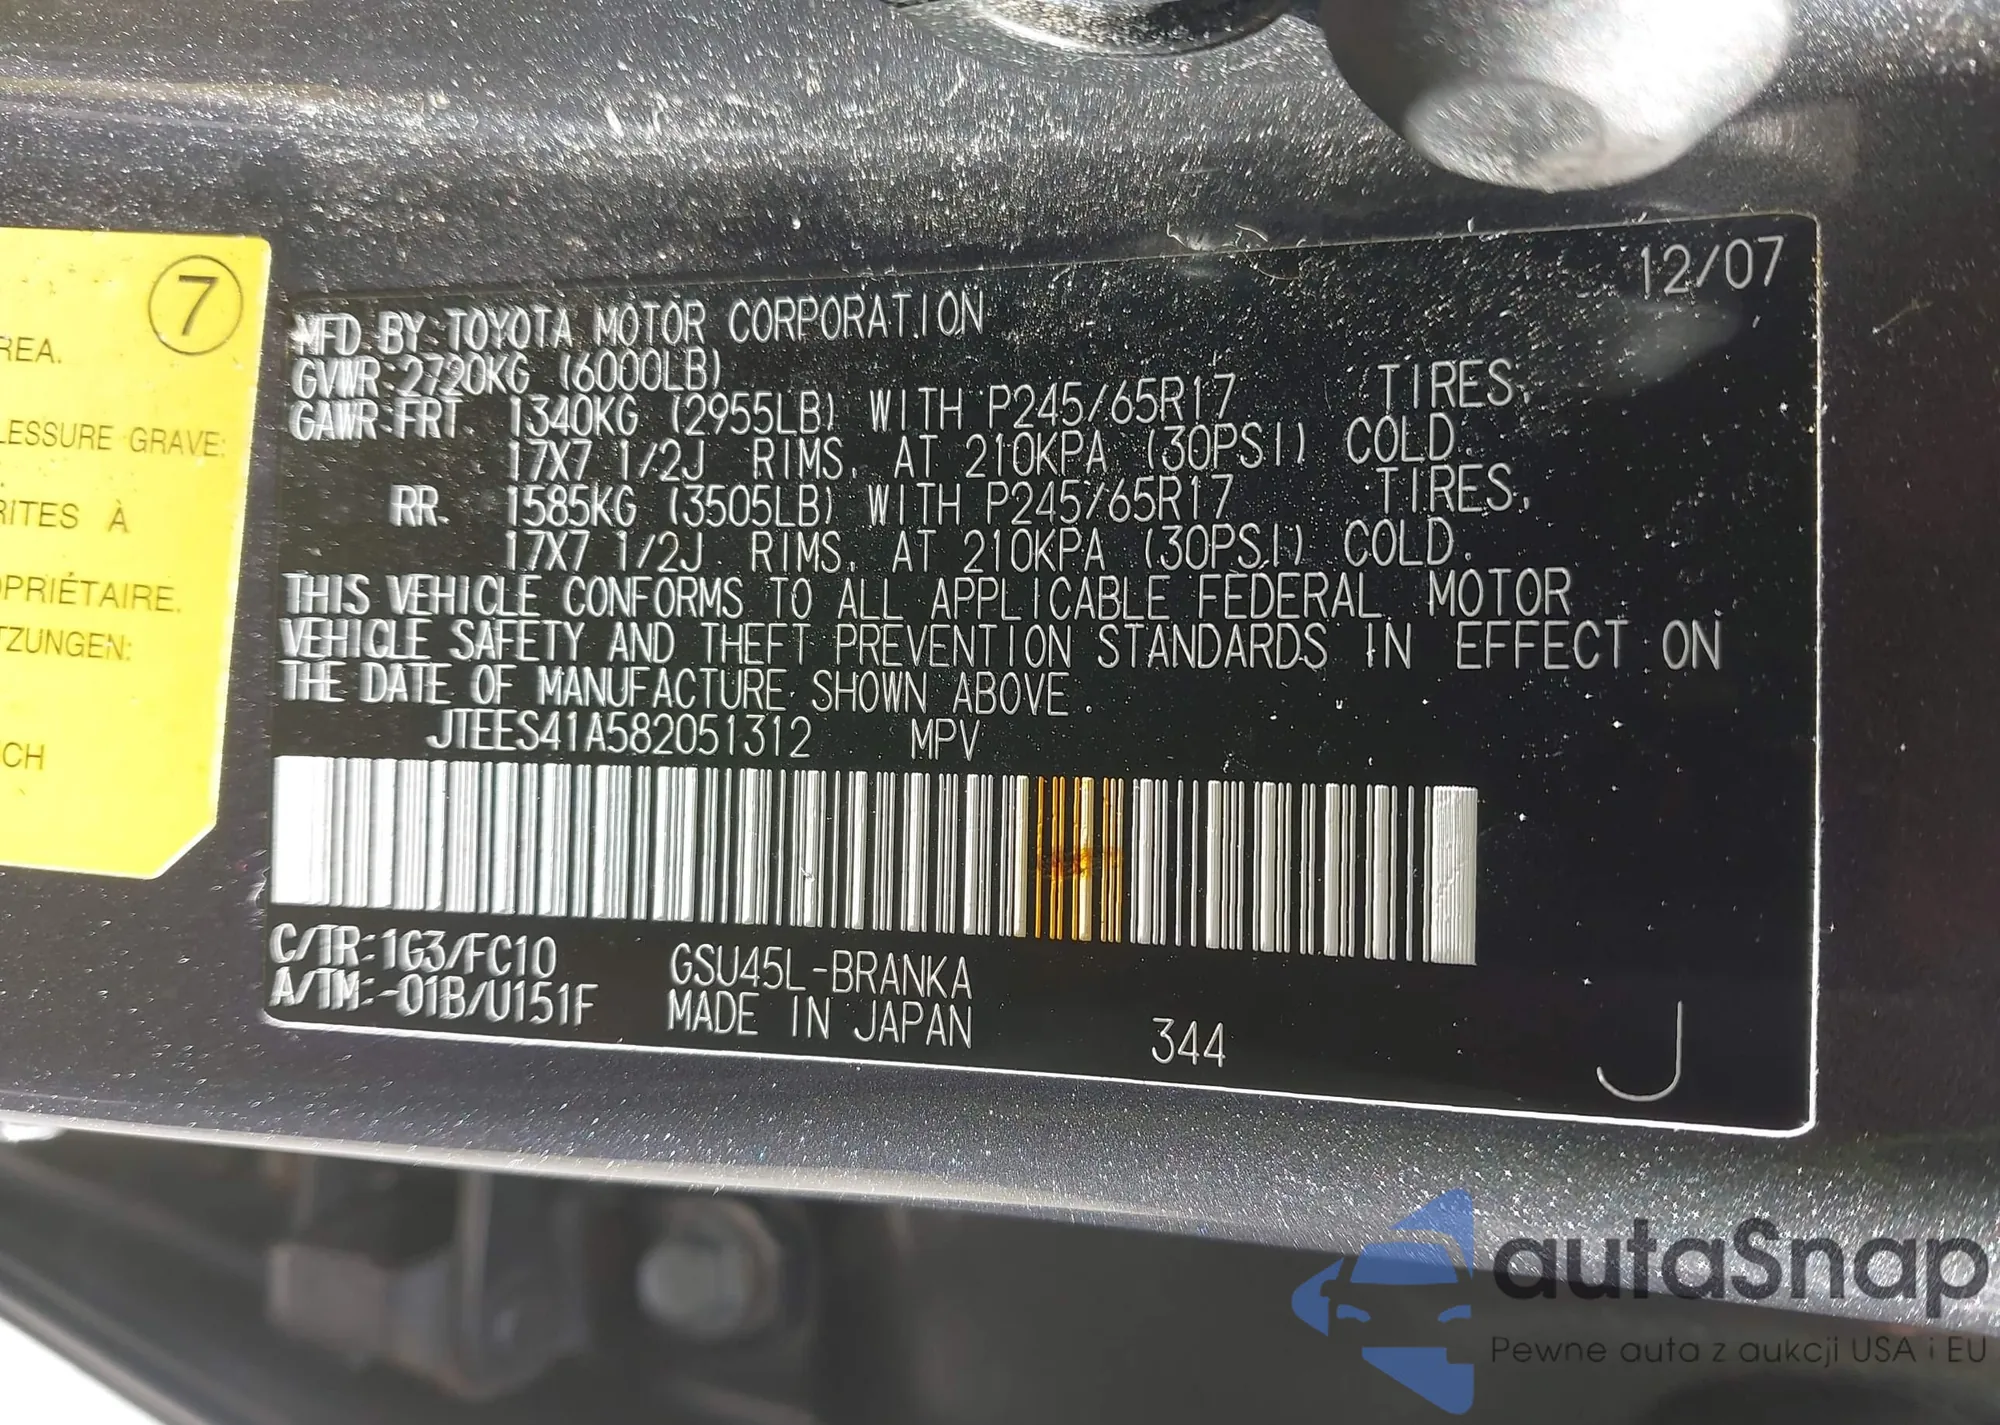 7
REA.
LESSURE GRAVE:
RITES À
OPRIÉTAIRE.
TZUNGEN:
CH
12/07
MFD BY:TOYOTA MOTOR CORPORATION
GVWR:2720KG (6000LB)
GAWR:FRT. 1340KG (2955LB) WITH P245/65R17 TIRES,
17X7 1/2J RIMS, AT 210KPA (30PSI) COLD.
RR. 1585KG (3505LB) WITH P245/65R17 TIRES,
17X7 1/2J RIMS, AT 210KPA (30PSI) COLD.
THIS VEHICLE CONFORMS TO ALL APPLICABLE FEDERAL MOTOR
VEHICLE SAFETY AND THEFT PREVENTION STANDARDS IN EFFECT ON
THE DATE OF MANUFACTURE SHOWN ABOVE.
JTEES41A582051312 MPV
C/TR:1G3/FC10 GSU45L-BRANKA
A/TM:-01B/U151F MADE IN JAPAN 344
J
autaSnap
Pewne auta z aukcji USA i EU